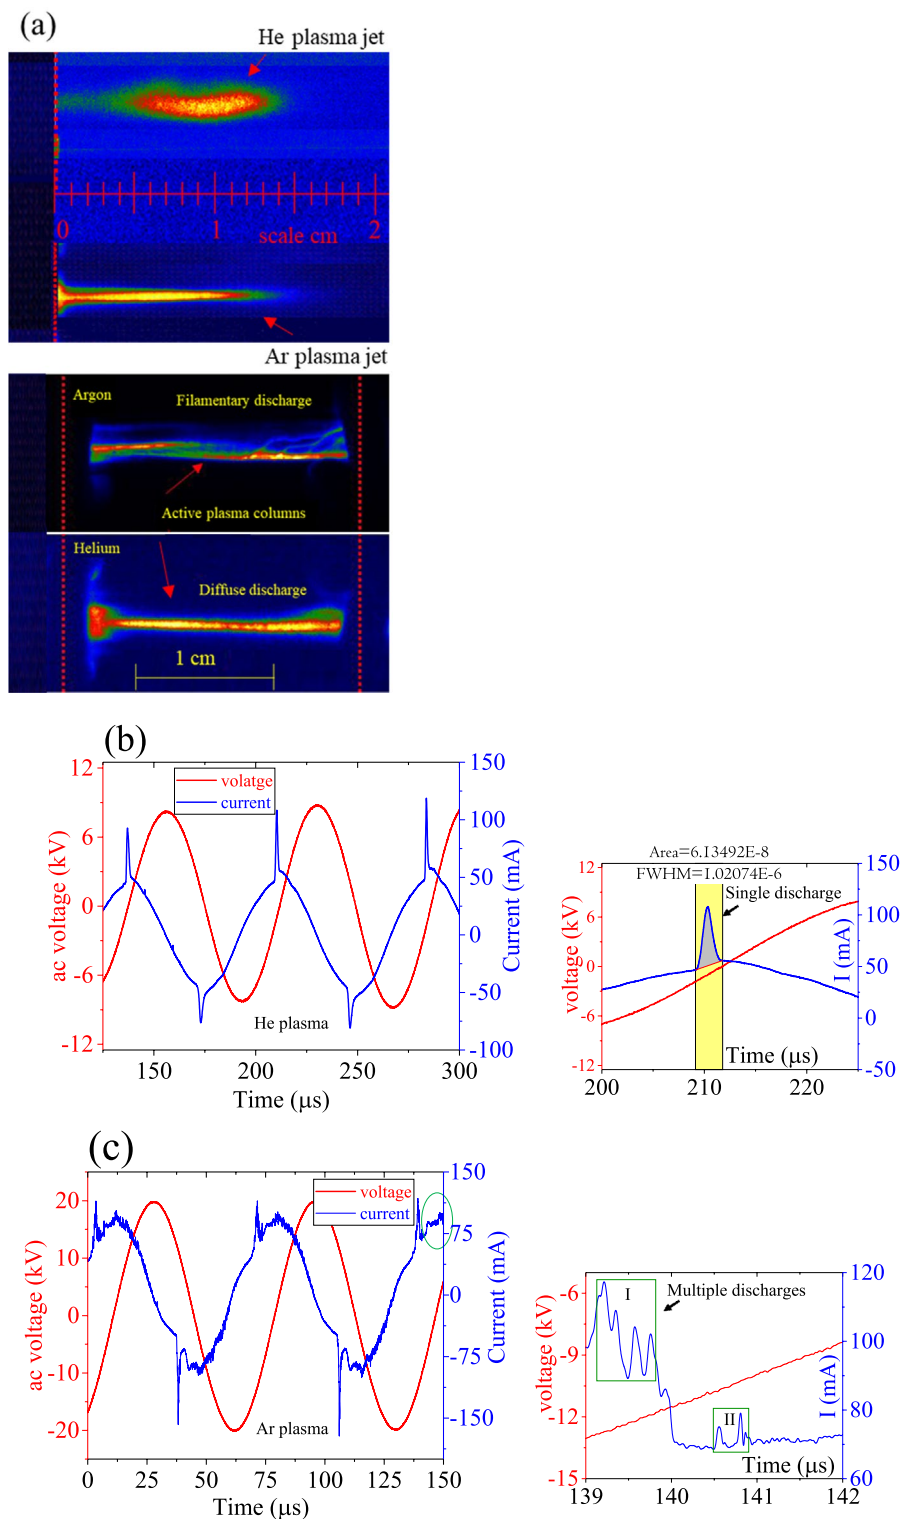 (a)
He plasma jet
0
1
2
scale cm
Ar plasma jet
Argon
Filamentary discharge
Active plasma columns
Helium
Diffuse discharge
1 cm
(b)
12
6
0
-6
-12
ac voltage (kV)
volatge
current
150
100
50
0
-50
-100
Current (mA)
He plasma
150
200
250
300
Time (μs)
Area=6.13492E-8
FWHM=1.02074E-6
Single discharge
12
6
0
-6
-12
voltage (kV)
150
100
50
0
-50
I (mA)
Time (μs)
200
210
220
(c)
20
10
0
-10
-20
ac voltage (kV)
voltage
current
150
75
0
-75
-150
Current (mA)
Ar plasma
0
25
50
75
100
125
150
Time (μs)
-6
-9
-12
-15
voltage (kV)
I
Multiple discharges
II
120
100
80
60
I (mA)
Time (μs)
139
140
141
142